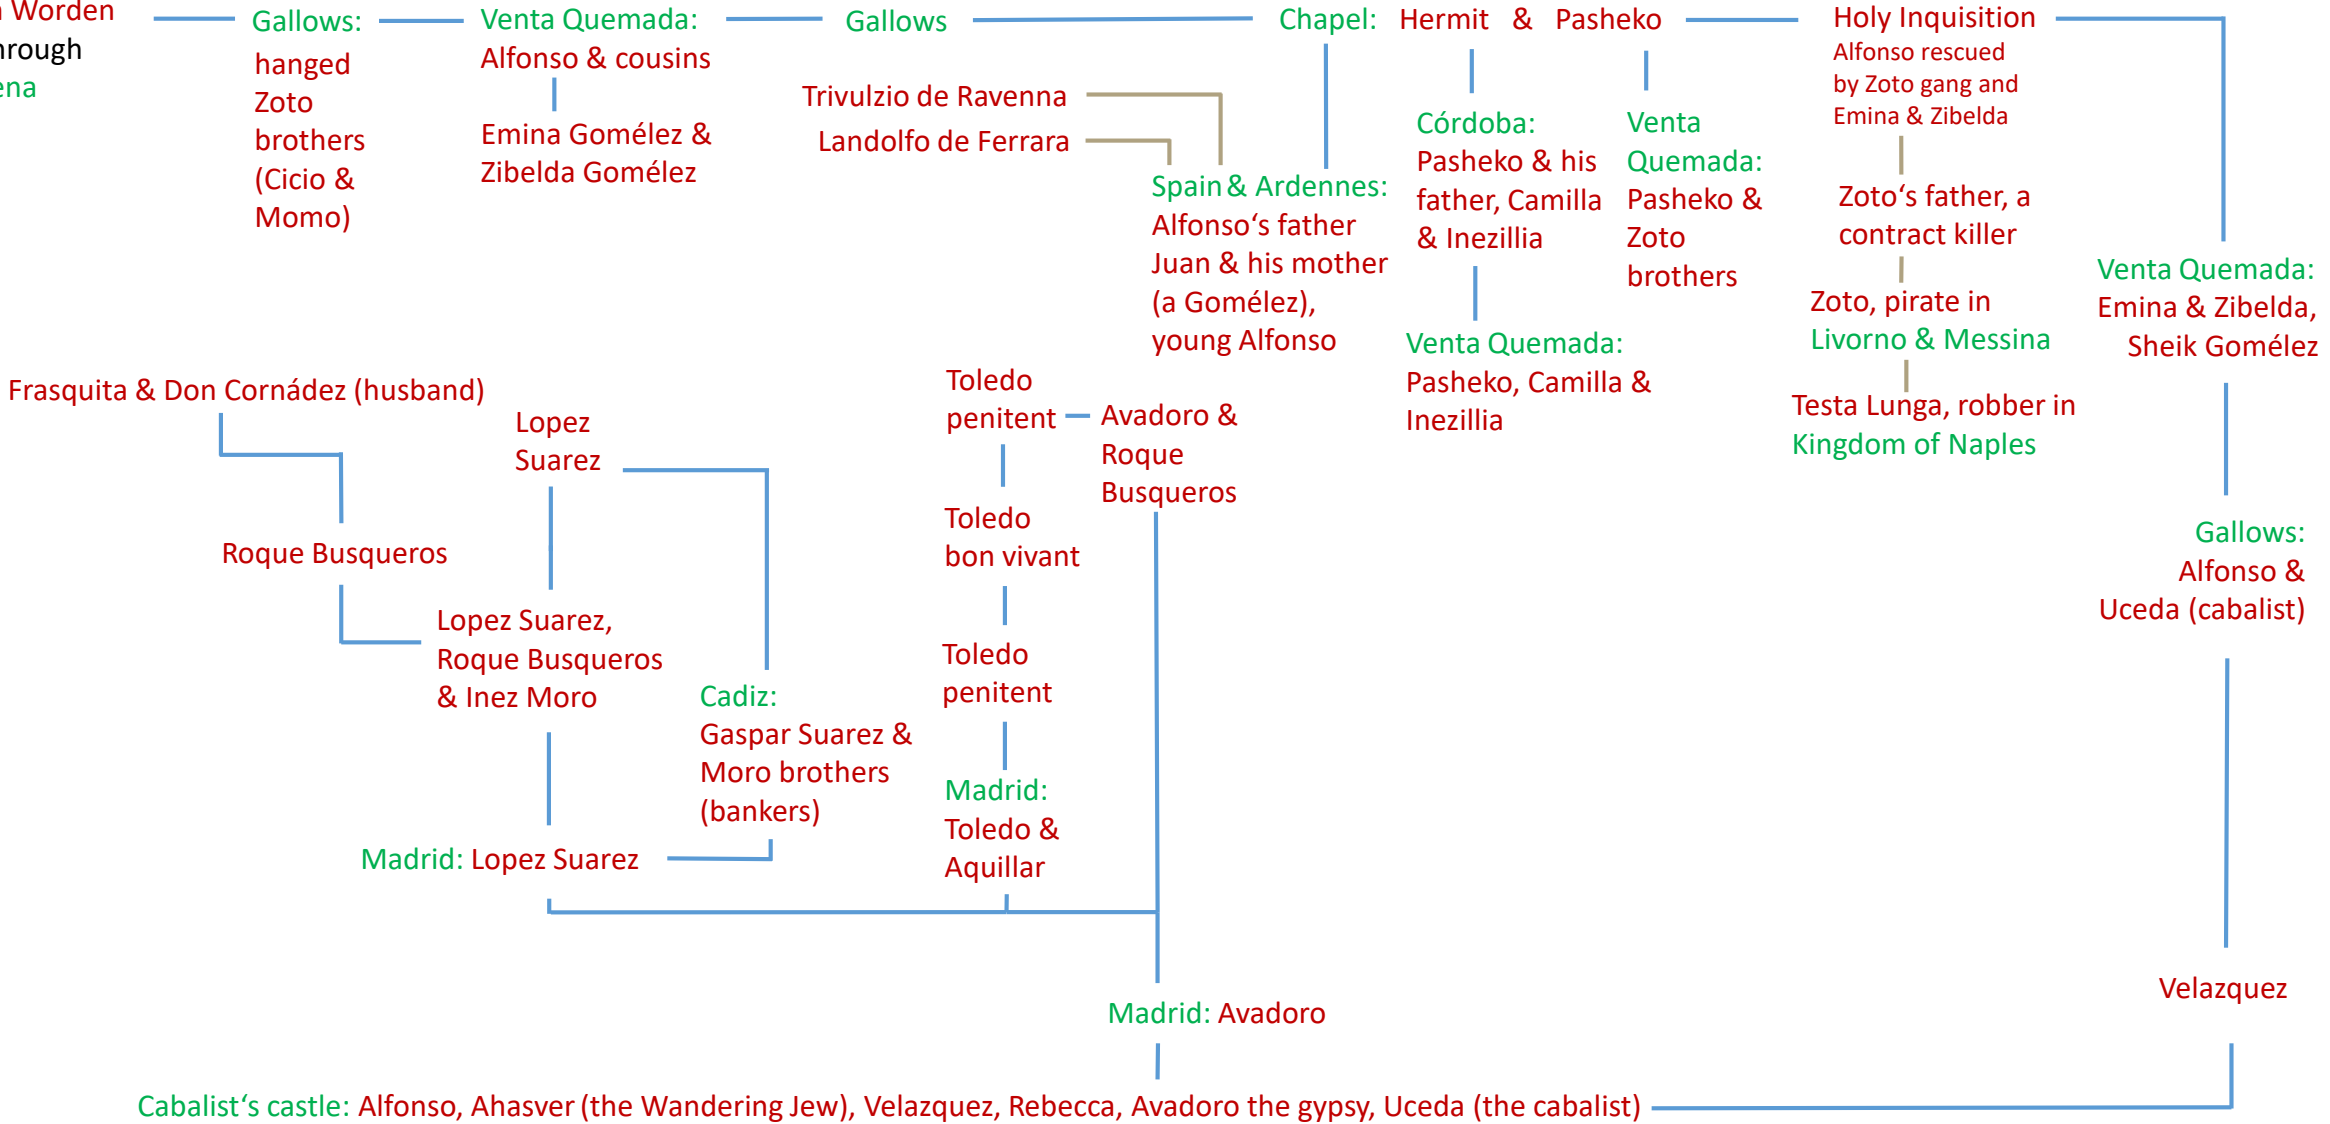 Worden
hrough
ena
Gallows:
hanged
Zoto
brothers
(Cicio &
Momo)
Venta Quemada:
Alfonso & cousins
Emina Gomélez &
Zibelda Gomélez
Gallows
Trivulzio de Ravenna
Landolfo de Ferrara
Chapel: Hermit & Pasheko
Spain & Ardennes:
Alfonso‘s father
Juan & his mother
(a Gomélez),
young Alfonso
Córdoba:
Pasheko & his
father, Camilla
& Inezillia
Venta Quemada:
Pasheko, Camilla &
Inezillia
Venta
Quemada:
Pasheko &
Zoto
brothers
Holy Inquisition
Alfonso rescued
by Zoto gang and
Emina & Zibelda
Zoto‘s father, a
contract killer
Zoto, pirate in
Livorno & Messina
Testa Lunga, robber in
Kingdom of Naples
Venta Quemada:
Emina & Zibelda,
Sheik Gomélez
Gallows:
Alfonso &
Uceda (cabalist)
Velazquez
Frasquita & Don Cornádez (husband)
Roque Busqueros
Lopez
Suarez
Lopez Suarez,
Roque Busqueros
& Inez Moro
Cadiz:
Gaspar Suarez &
Moro brothers
(bankers)
Madrid: Lopez Suarez
Toledo
penitent
Toledo
bon vivant
Toledo
penitent
Madrid:
Toledo &
Aquillar
Avadoro &
Roque
Busqueros
Madrid: Avadoro
Cabalist‘s castle: Alfonso, Ahasver (the Wandering Jew), Velazquez, Rebecca, Avadoro the gypsy, Uceda (the cabalist)